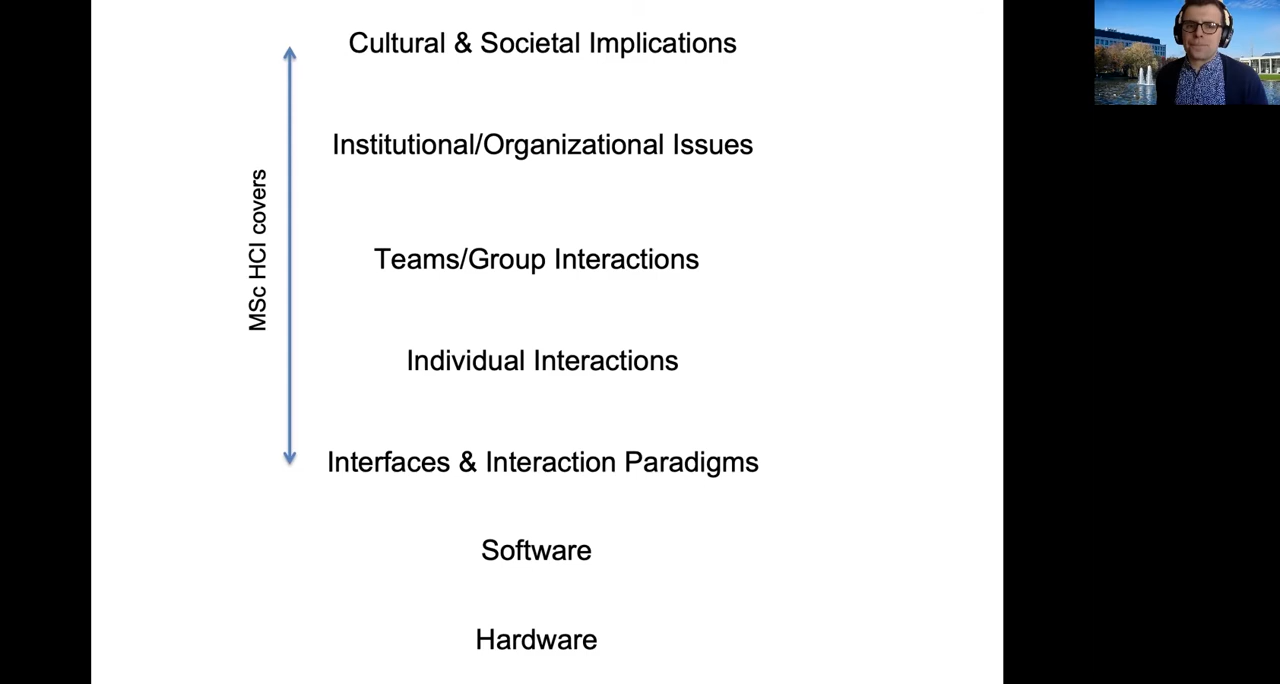 Cultural & Societal Implications
Institutional/Organizational Issues
MSc HCI covers
Teams/Group Interactions
Individual Interactions
Interfaces & Interaction Paradigms
Software
Hardware